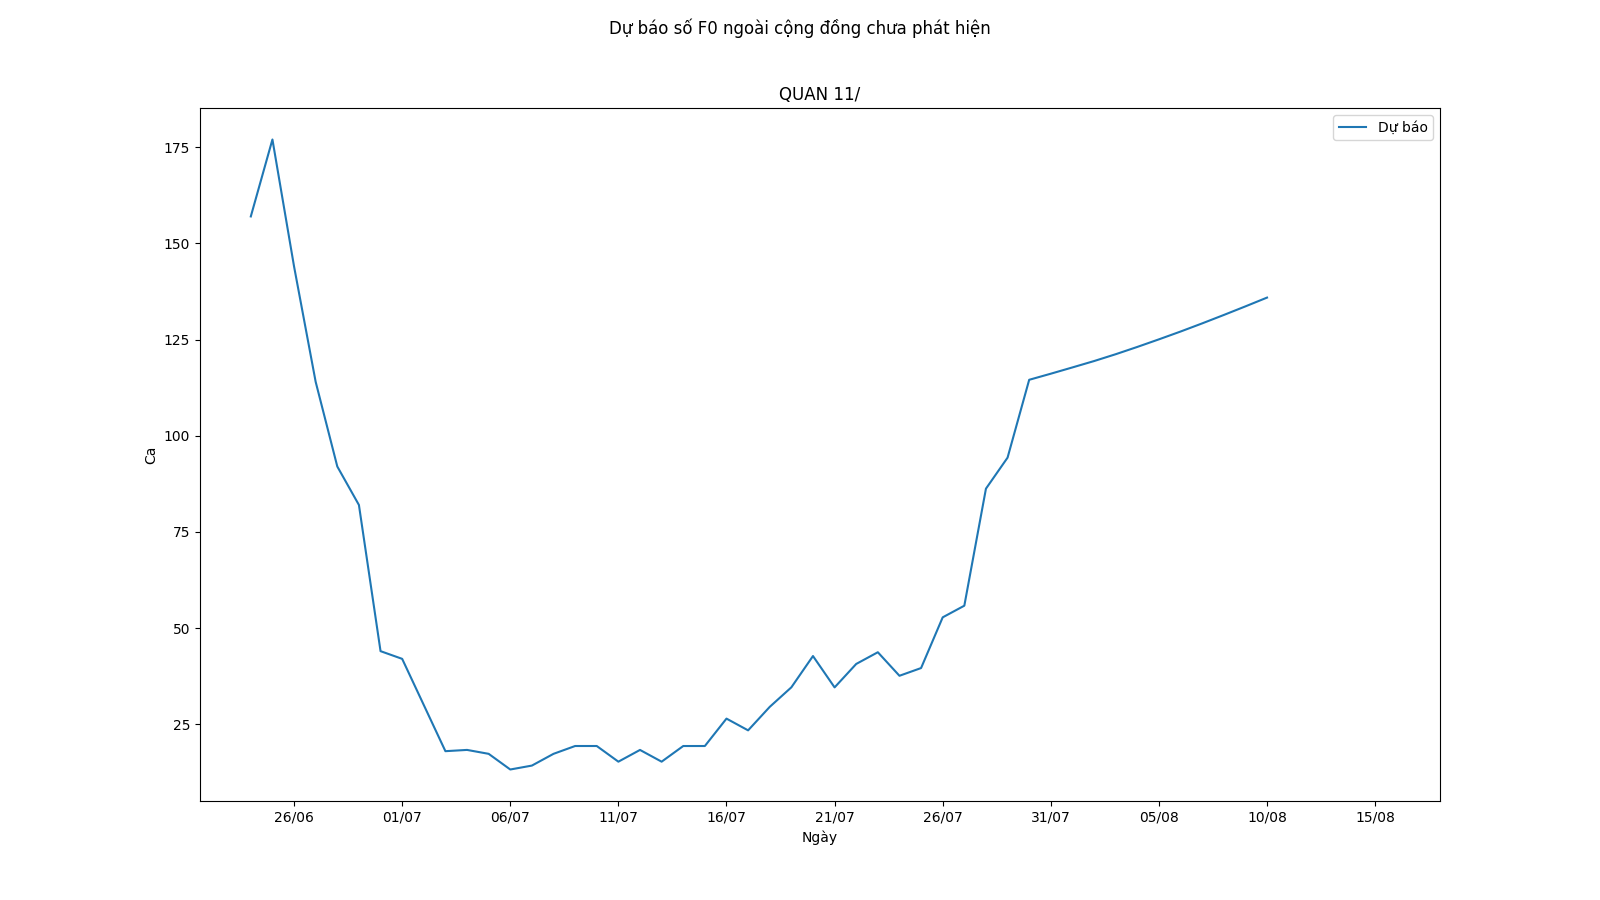 Dự báo số F0 ngoài cộng đồng chưa phát hiện
QUAN 11/
Dự báo
175
150
125
100
75
50
25
Ca
26/06 01/07 06/07 11/07 16/07 21/07 26/07 31/07 05/08 10/08 15/08
Ngày